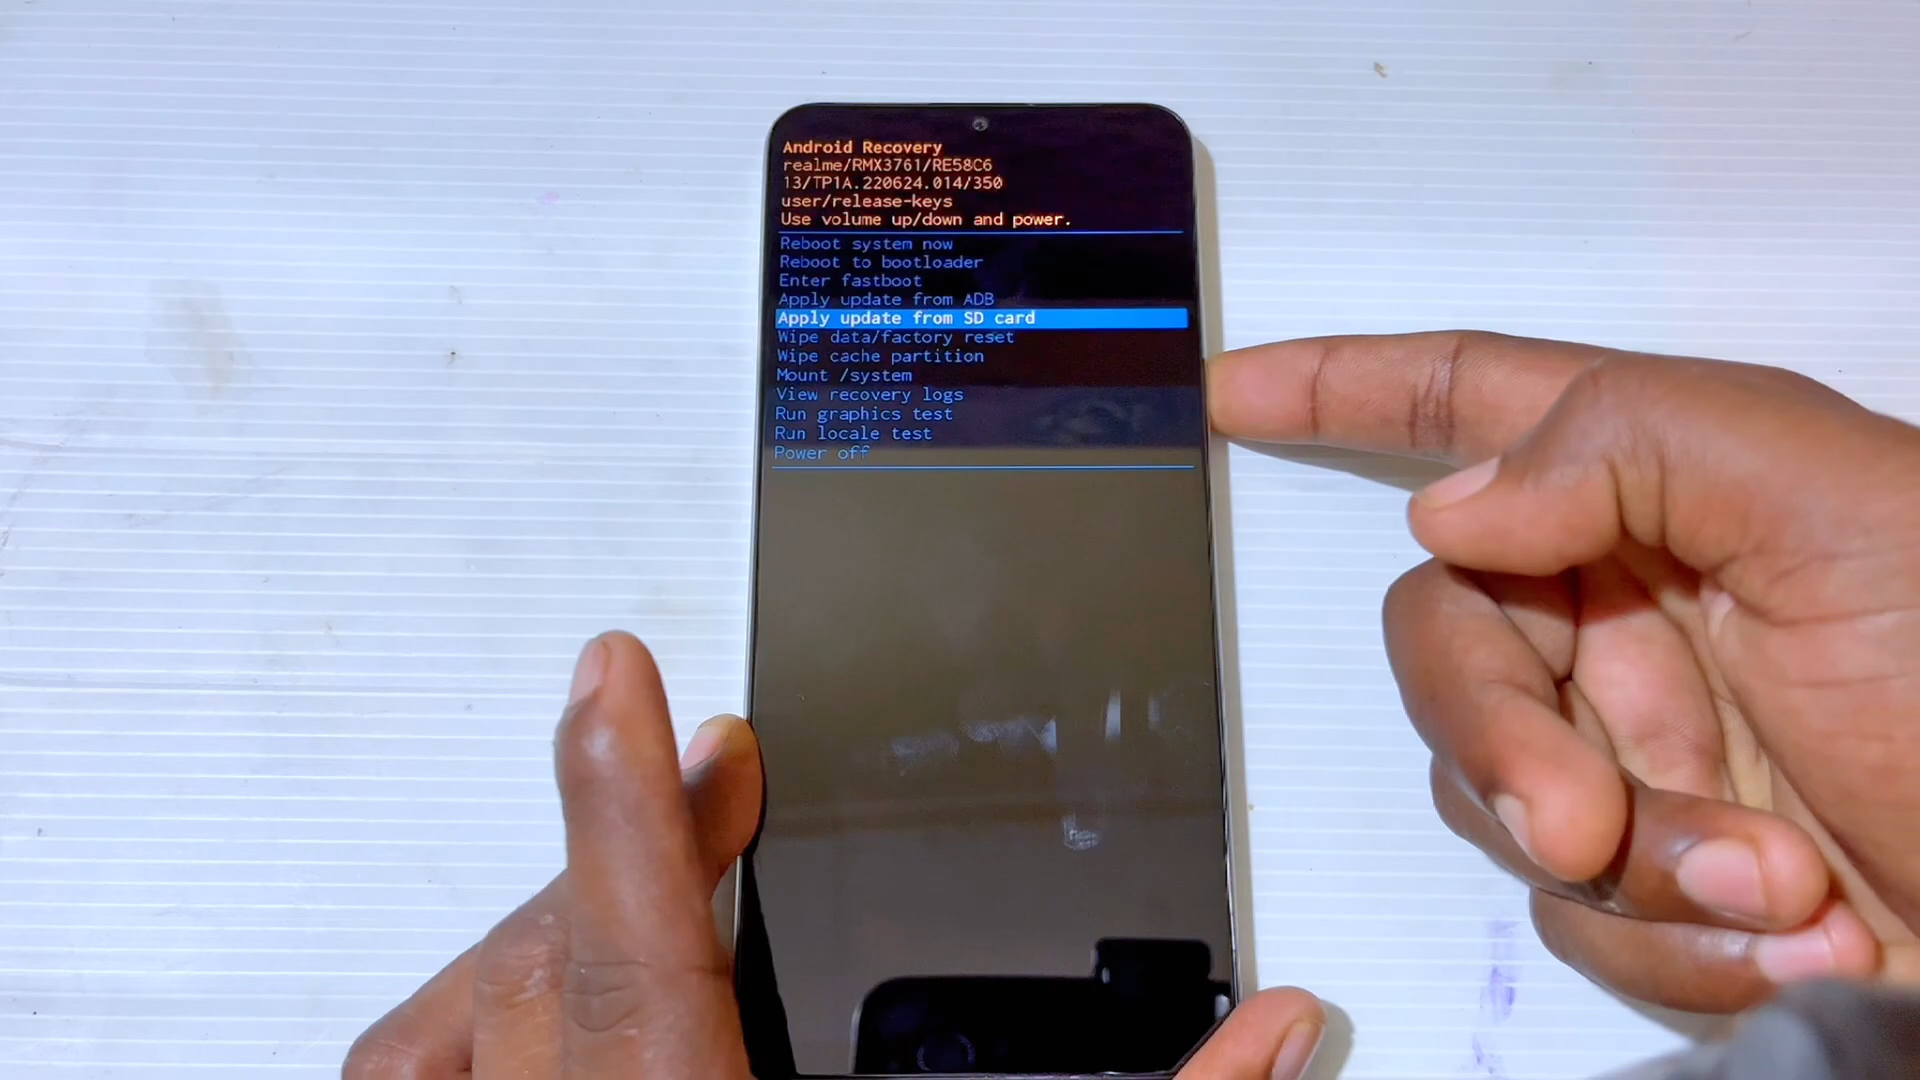 Android Recovery
realme/RMX3761/RE58C6
13/TP1A.220624.014/350
user/release-keys
Use volume up/down and power.
Reboot system now
Reboot to bootloader
Enter fastboot
Apply update from ADB
Apply update from SD card
Wipe data/factory reset
Wipe cache partition
Mount /system
View recovery logs
Run graphics test
Run locale test
Power off